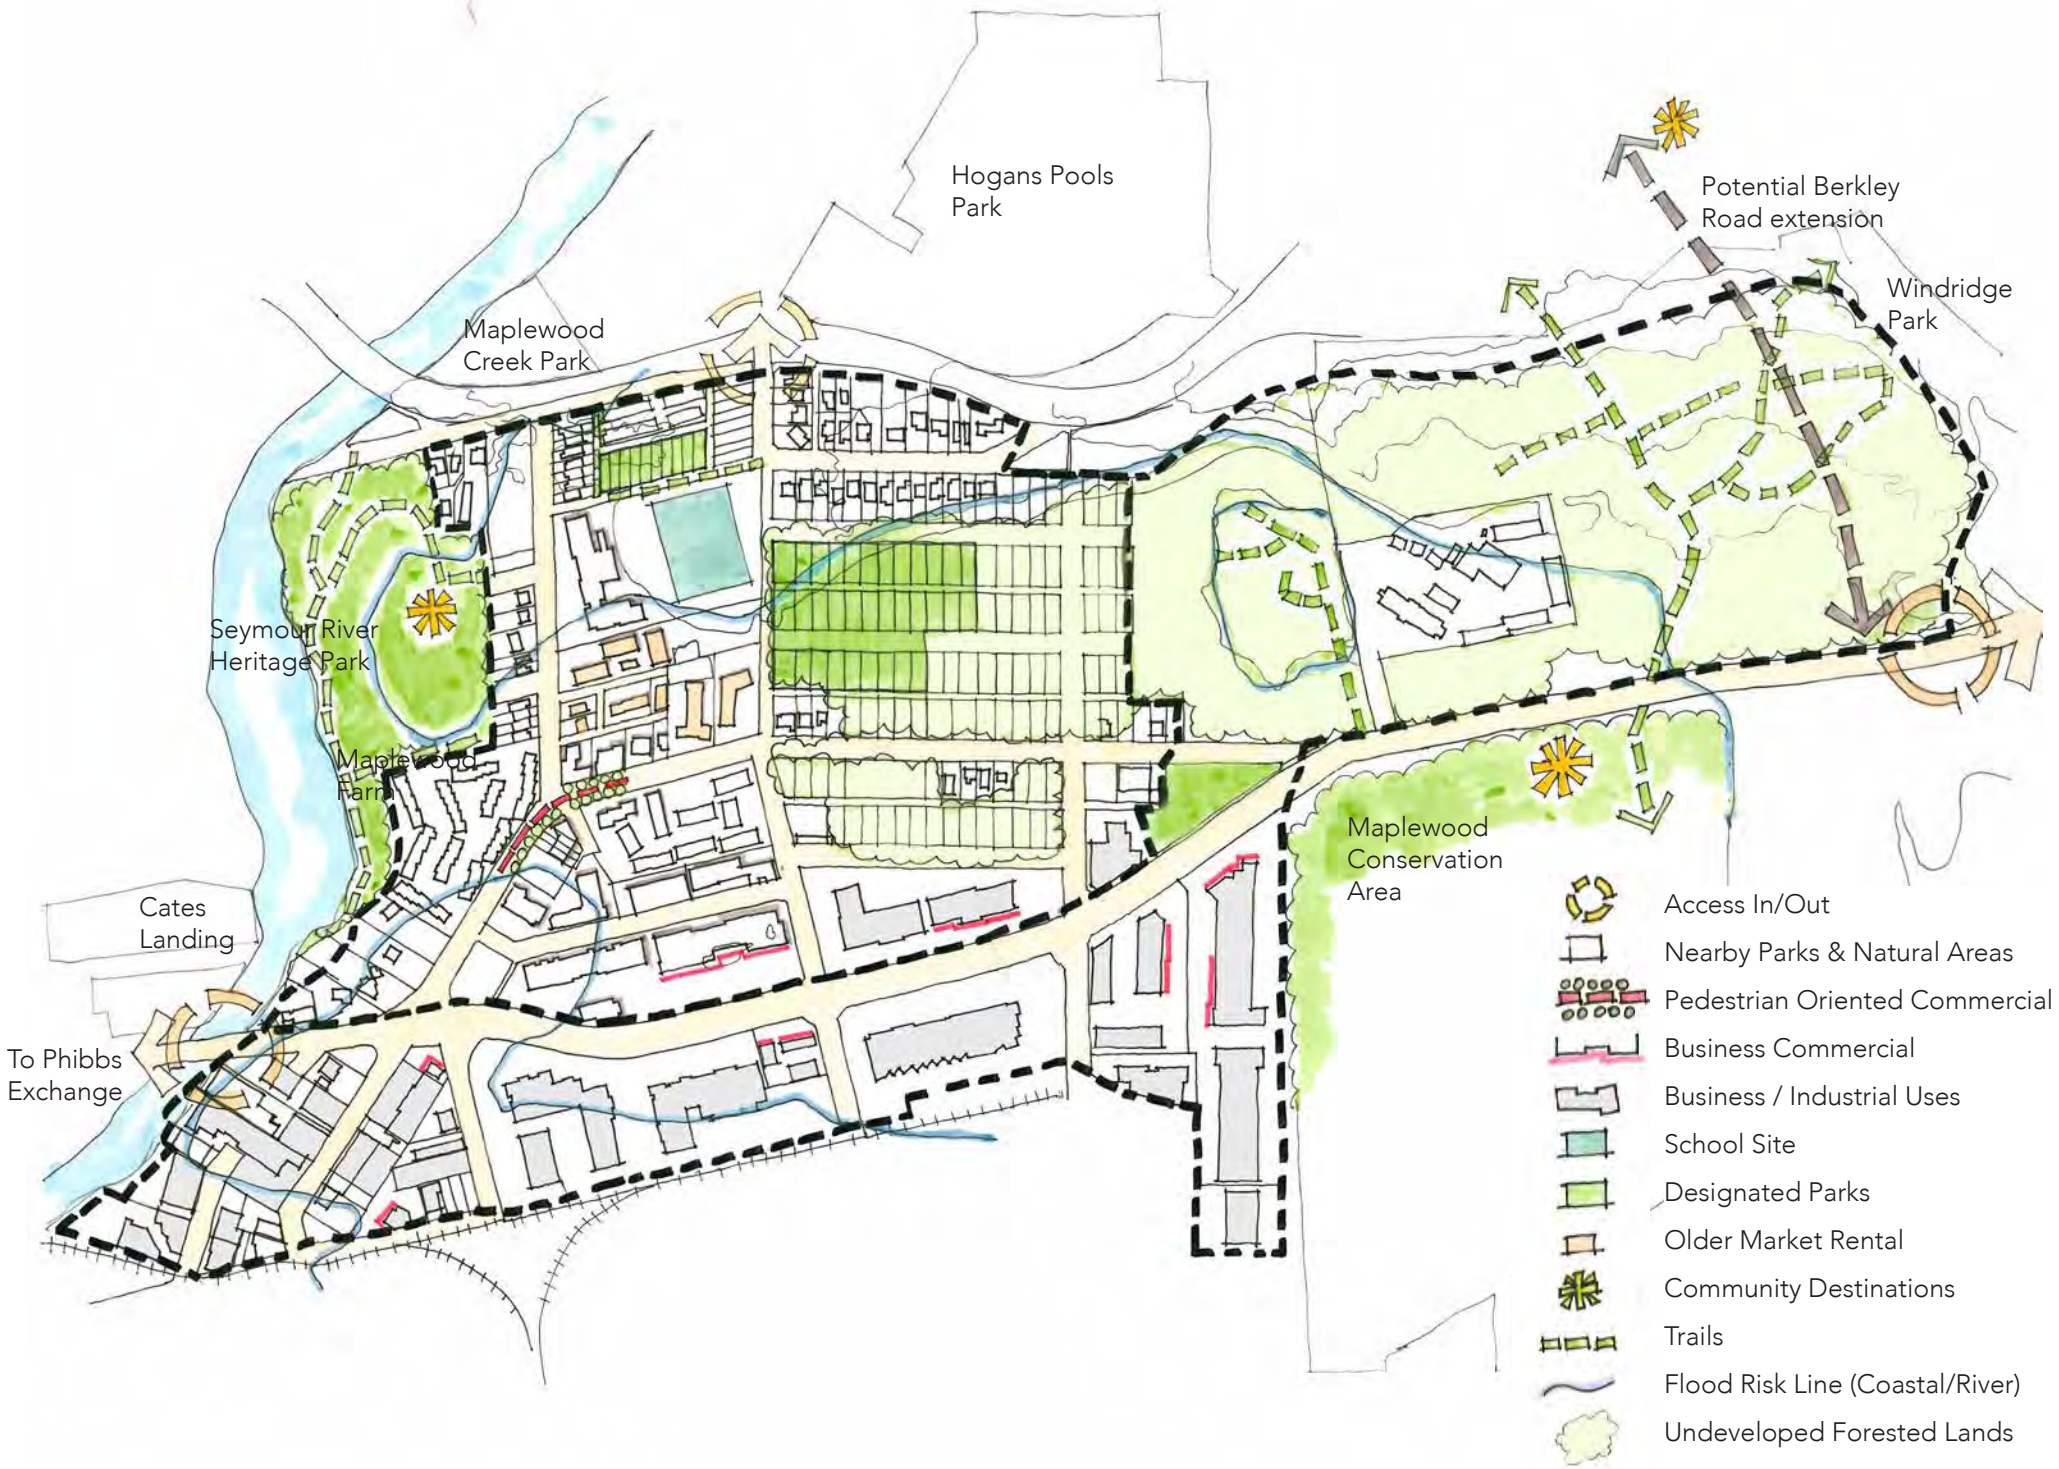 Hogans Pools
Park
Potential Berkley
Road extension
Windridge
Park
Maplewood
Creek Park
Seymour River
Heritage Park
Maplewood
Farm
Cates
Landing
To Phibbs
Exchange
Maplewood
Conservation
Area
Access In/Out
Nearby Parks & Natural Areas
Pedestrian Oriented Commercial
Business Commercial
Business / Industrial Uses
School Site
Designated Parks
Older Market Rental
Community Destinations
Trails
Flood Risk Line (Coastal/River)
Undeveloped Forested Lands